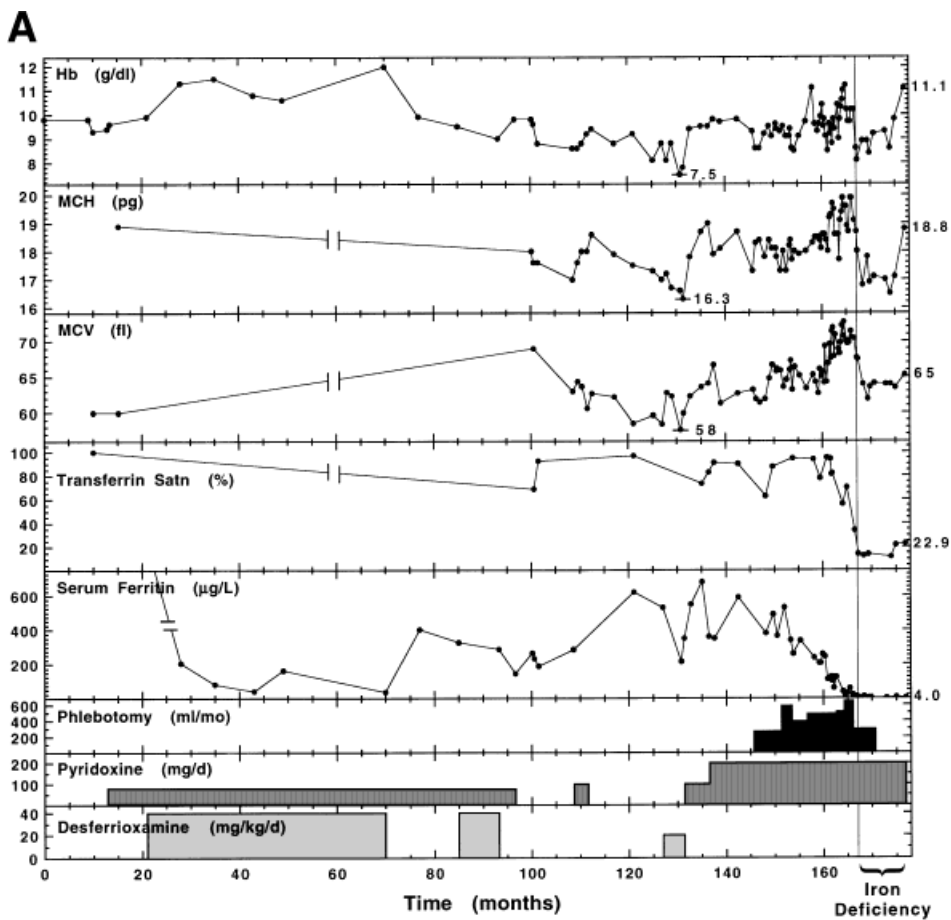 A
Hb (g/dl)
12
11
10
9
8
11.1
7.5
MCH (pg)
20
19
18
17
16
18.8
16.3
MCV (fl)
70
65
60
65
58
Transferrin Satn (%)
100
80
60
40
20
22.9
Serum Ferritin (µg/L)
600
400
200
4.0
Phlebotomy (ml/mo)
600
400
200
Pyridoxine (mg/d)
200
100
Desferrioxamine (mg/kg/d)
40
20
0
0 20 40 60 80 100 120 140 160
Time (months)
Iron
Deficiency